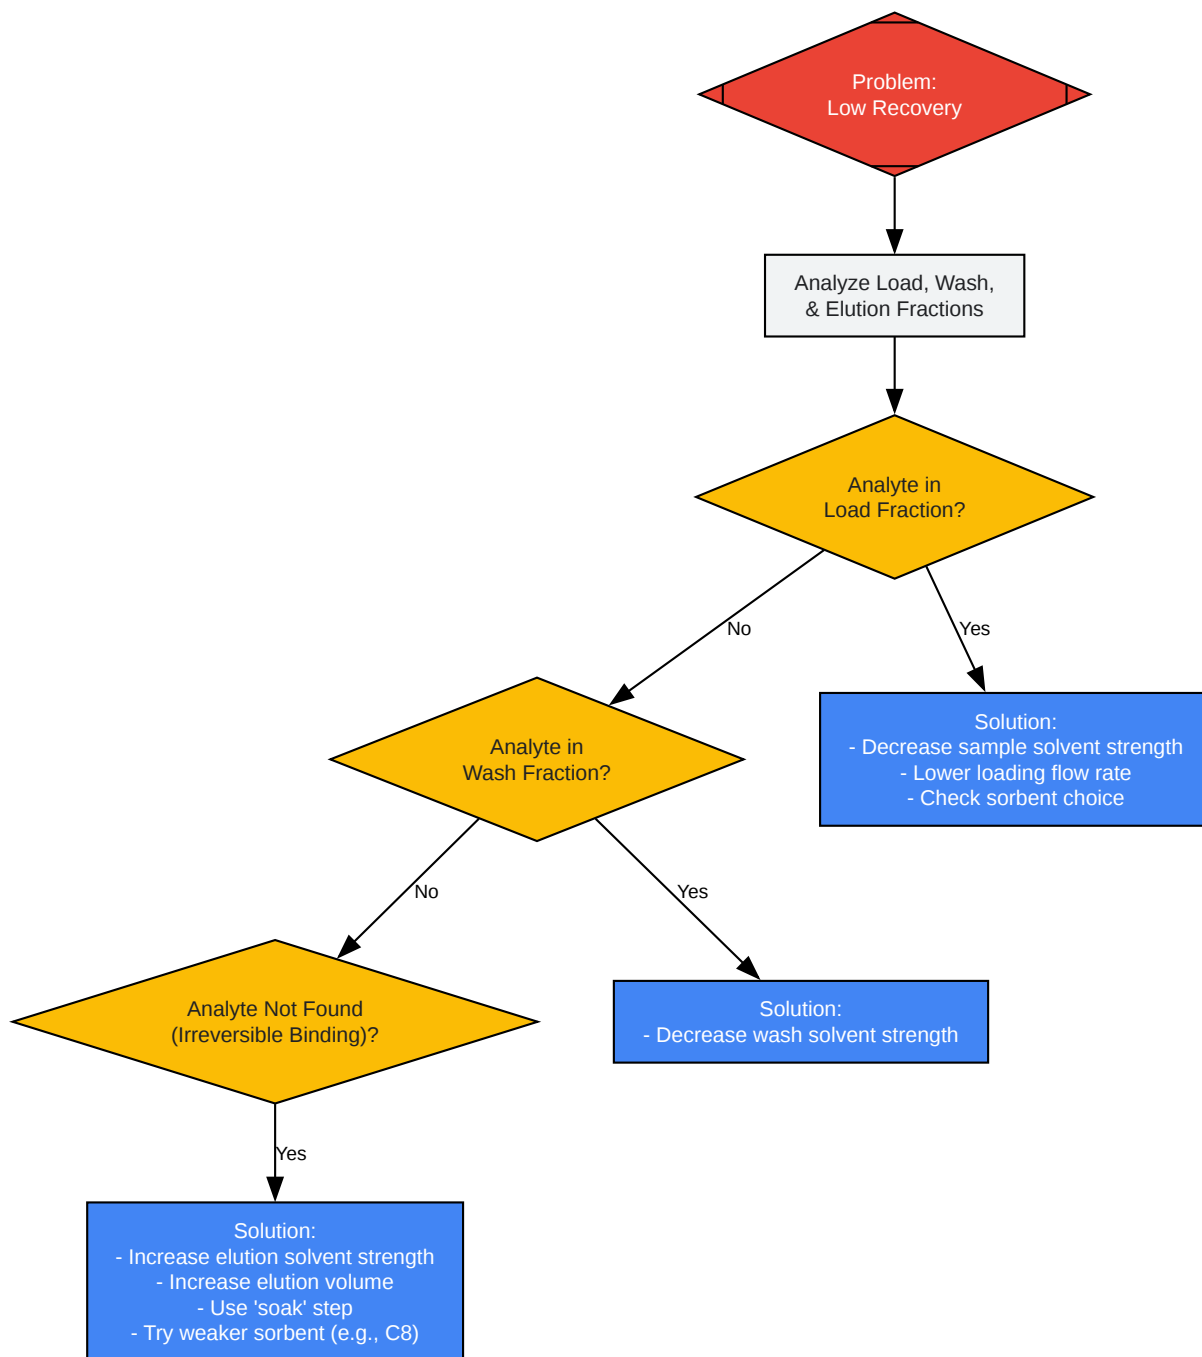 Problem:
Low Recovery
Analyze Load, Wash,
& Elution Fractions
Analyte in
Load Fraction?
No
Yes
Analyte in
Wash Fraction?
Solution:
- Decrease sample solvent strength
- Lower loading flow rate
- Check sorbent choice
No
Yes
Analyte Not Found
(Irreversible Binding)?
Solution:
- Decrease wash solvent strength
Yes
Solution:
- Increase elution solvent strength
- Increase elution volume
- Use 'soak' step
- Try weaker sorbent (e.g., C8)